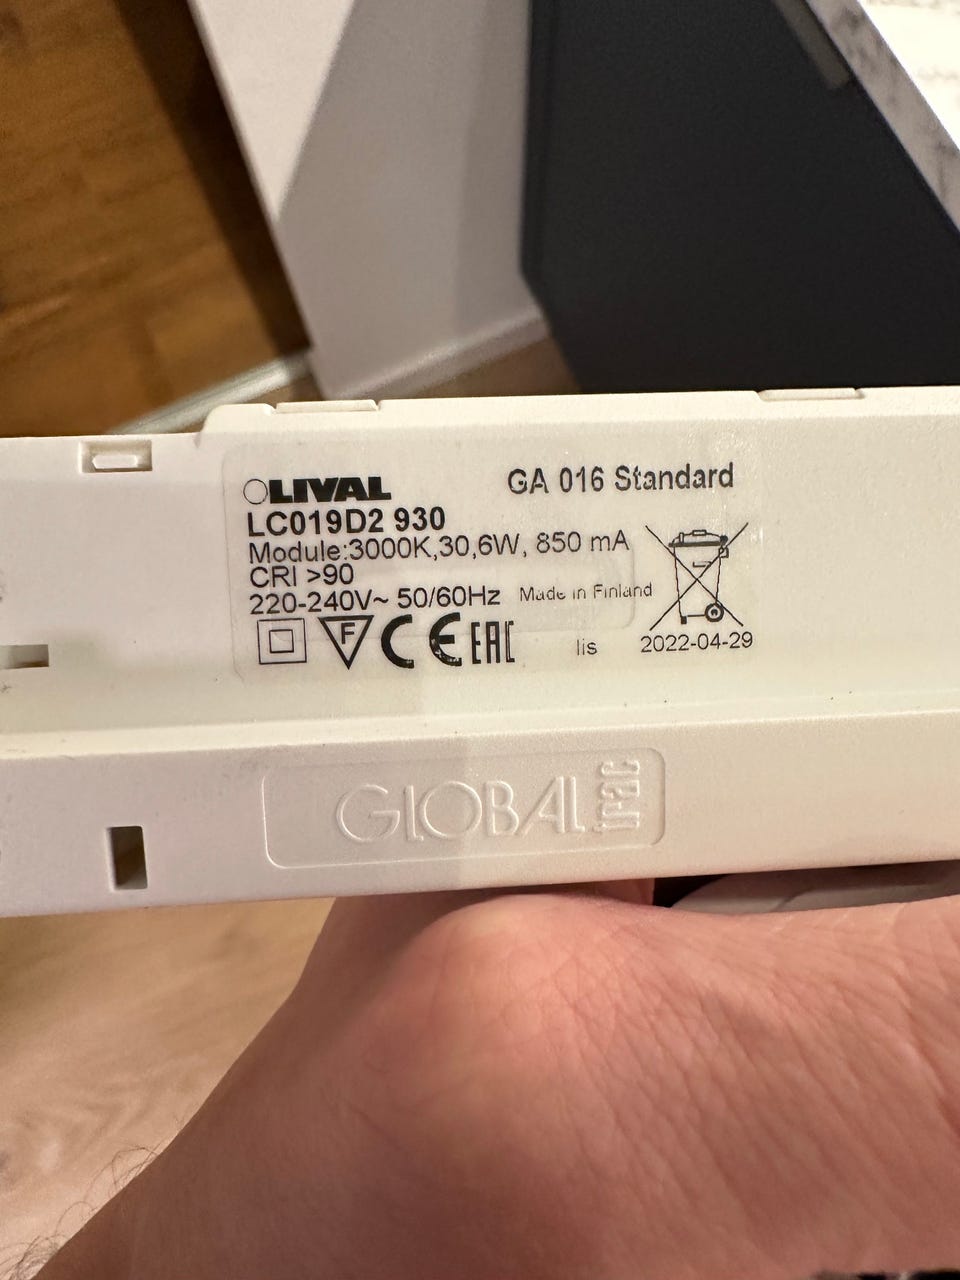 LIVAL
GA 016 Standard
LC019D2 930
Module:3000K,30,6W, 850 mA
CRI >90
220-240V~ 50/60Hz
Made in Finland
F
CE
EAC
lis
2022-04-29
GLOBAL
trac